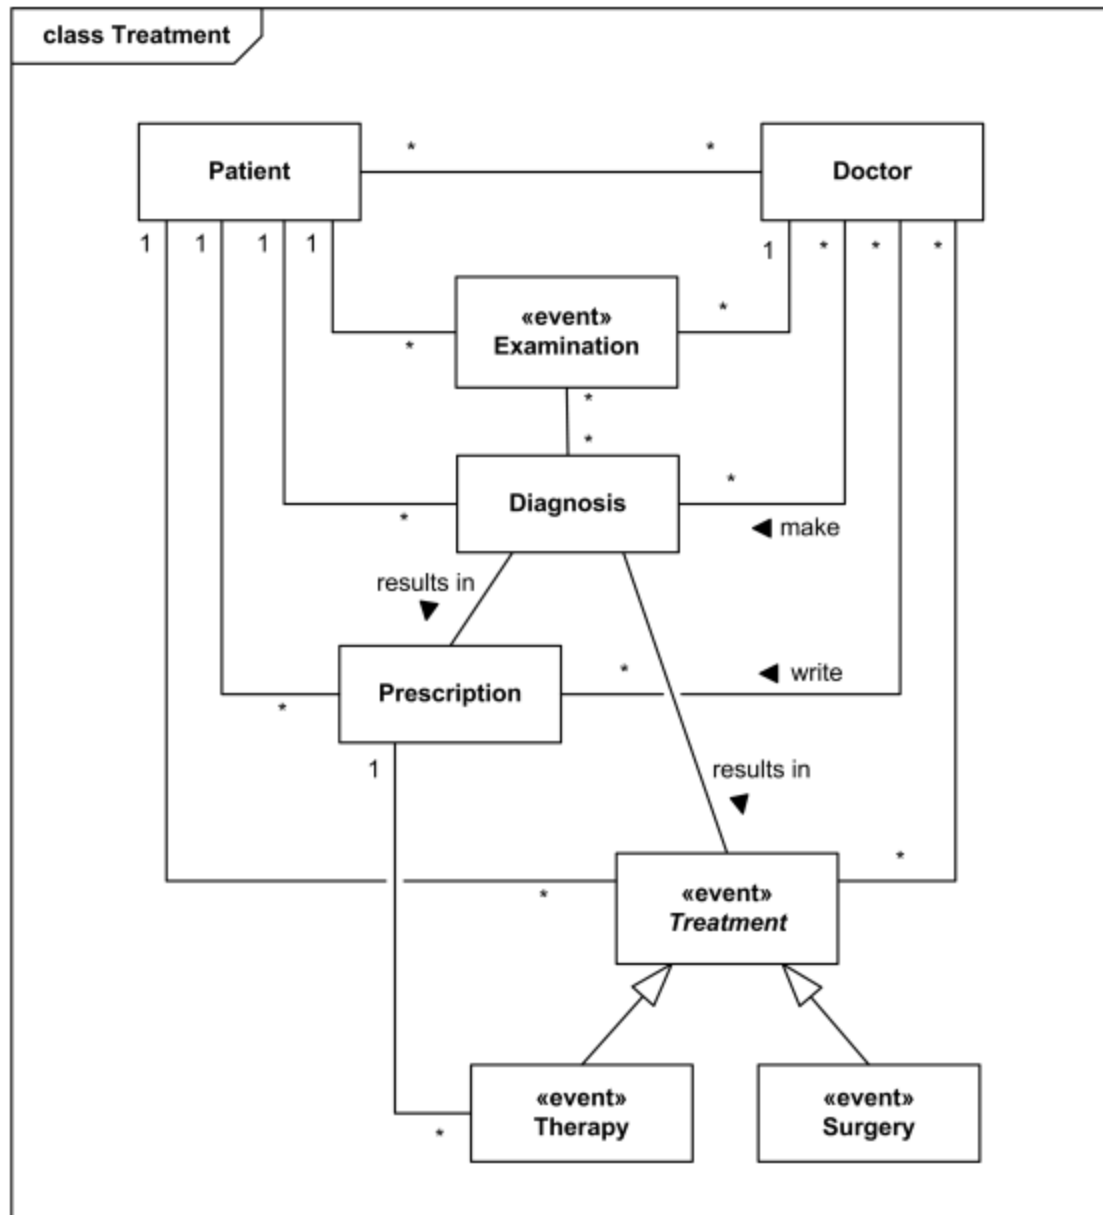 class Treatment
Patient
Doctor
* *
1 1 1 1
1 * * *
«event»
Examination
*
*
*
*
Diagnosis
*
*
make
results in
Prescription
*
*
write
1
results in
*
*
«event»
Treatment
«event»
Therapy
*
«event»
Surgery